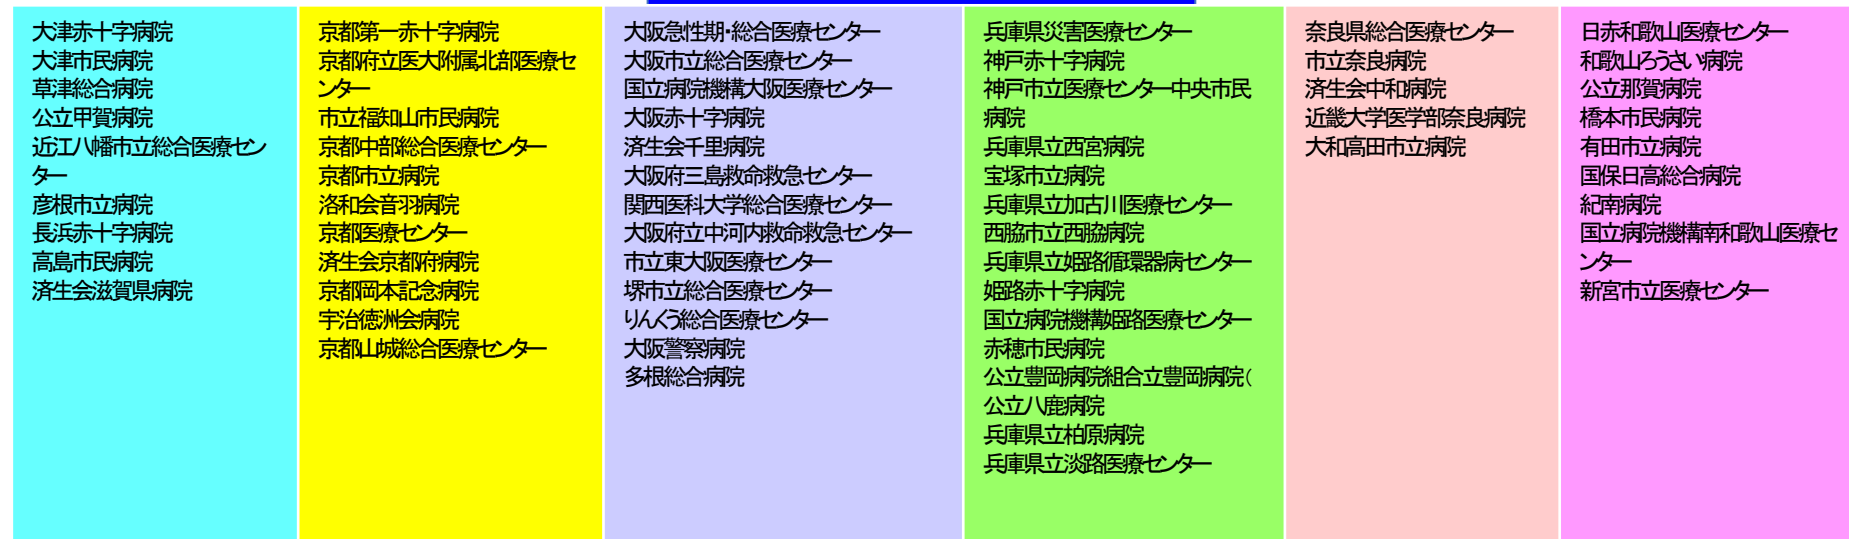 大津赤十字病院
大津市民病院
草津総合病院
公立甲賀病院
近江八幡市立総合医療セン
ター
彦根市立病院
長浜赤十字病院
高島市民病院
済生会滋賀県病院
京都第一赤十字病院
京都府立医大附属北部医療セ
ンター
市立福知山市民病院
京都中部総合医療センター
京都市立病院
洛和会音羽病院
京都医療センター
済生会京都府病院
京都岡本記念病院
宇治徳洲会病院
京都山城総合医療センター
大阪急性期・総合医療センター
大阪市立総合医療センター
国立病院機構大阪医療センター
大阪赤十字病院
済生会千里病院
大阪府三島救命救急センター
関西医科大学総合医療センター
大阪府立中河内救命救急センター
市立東大阪医療センター
堺市立総合医療センター
りんくう総合医療センター
大阪警察病院
多根総合病院
兵庫県災害医療センター
神戸赤十字病院
神戸市立医療センター中央市民
病院
兵庫県立西宮病院
宝塚市立病院
兵庫県立加古川医療センター
西脇市立西脇病院
兵庫県立姫路循環器病センター
姫路赤十字病院
国立病院機構姫路医療センター
赤穂市民病院
公立豊岡病院組合立豊岡病院(
公立八鹿病院
兵庫県立柏原病院
兵庫県立淡路医療センター
奈良県総合医療センター
市立奈良病院
済生会中和病院
近畿大学医学部奈良病院
大和高田市立病院
日赤和歌山医療センター
和歌山ろうさい病院
公立那賀病院
橋本市民病院
有田市立病院
国保日高総合病院
紀南病院
国立病院機構南和歌山医療セ
ンター
新宮市立医療センター